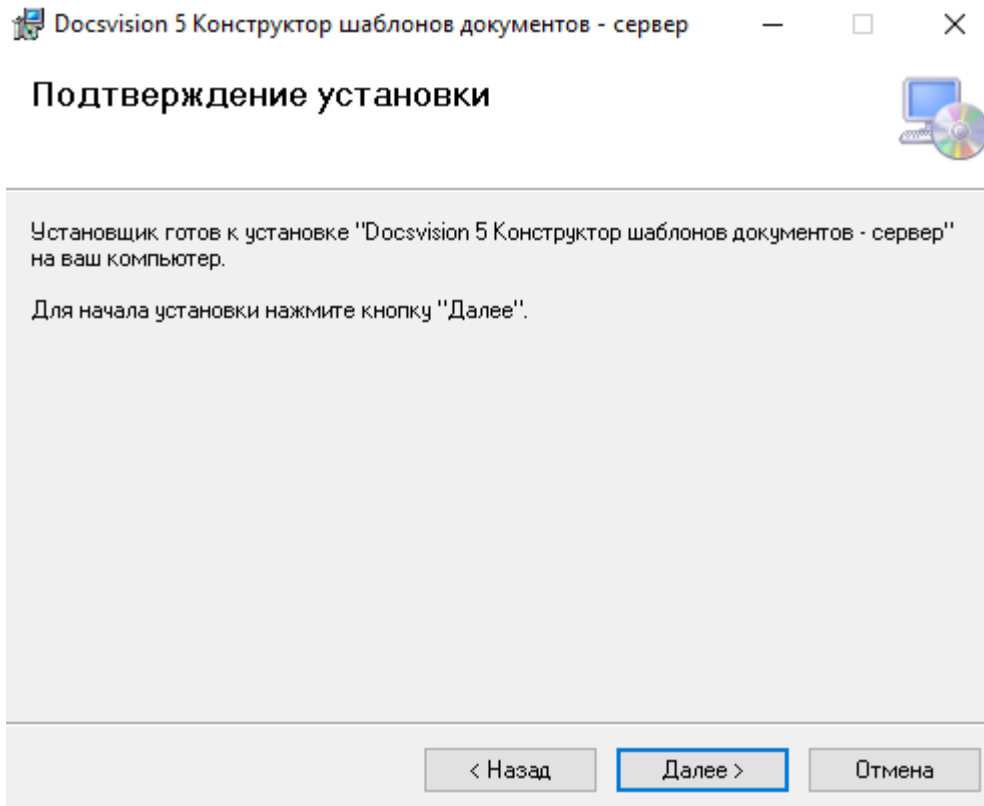 Docsvision 5 Конструктор шаблонов документов - сервер
Подтверждение установки
Установщик готов к установке "Docsvision 5 Конструктор шаблонов документов - сервер"
на ваш компьютер.
Для начала установки нажмите кнопку "Далее".
< Назад
Далее >
Отмена